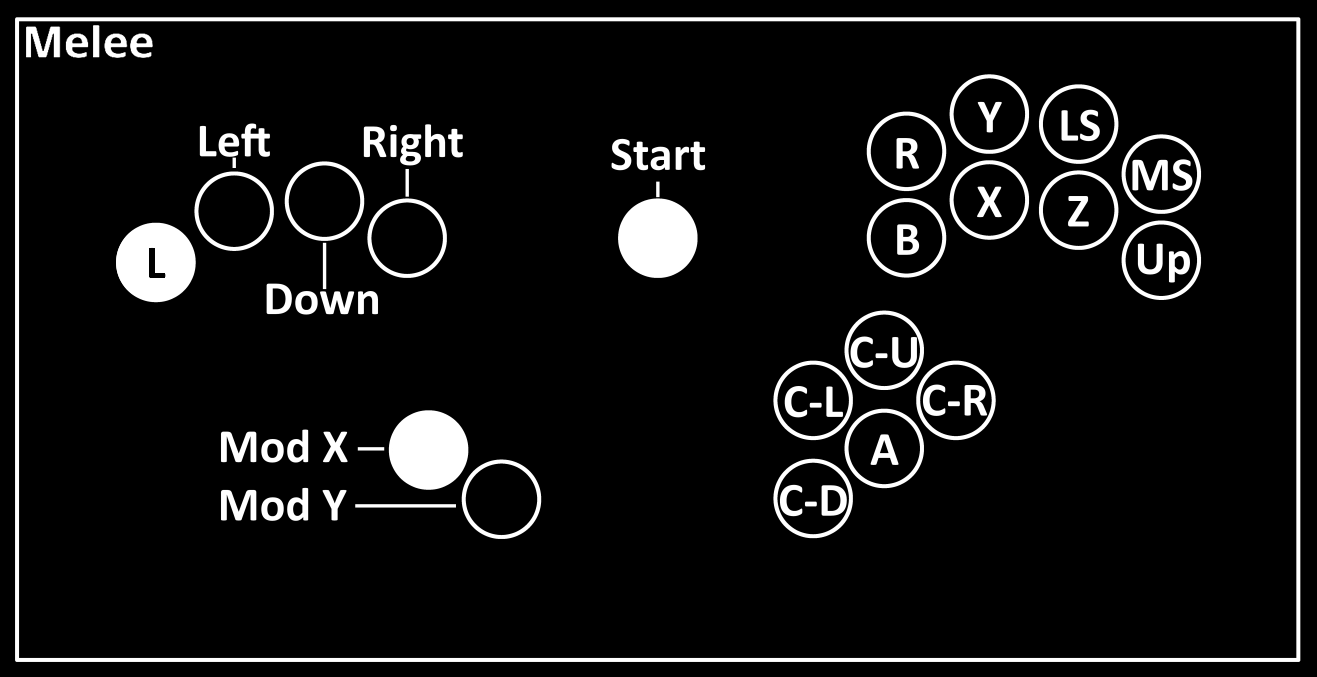 Melee
Left
Right
Start
Y
LS
R
MS
X
Z
B
Up
L
Down
C-U
C-L
C-R
A
Mod X
Mod Y
C-D